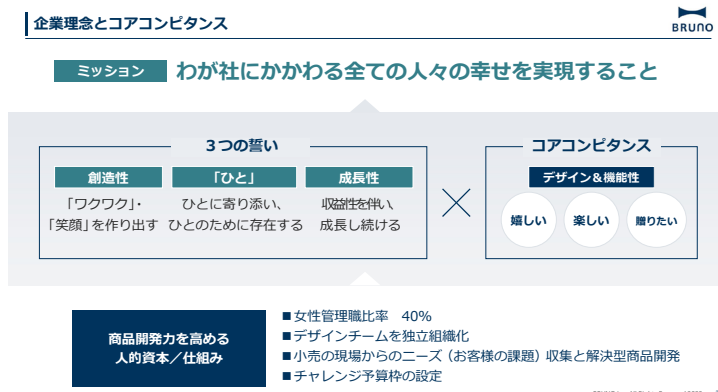 企業理念とコアコンピタンス
BRUNO
ミッション わが社にかかわる全ての人々の幸せを実現すること
３つの誓い
創造性
「ワクワク」・
「笑顔」を作り出す
「ひと」
ひとに寄り添い、
ひとのために存在する
成長性
収益性を伴い、
成長し続ける
コアコンピタンス
デザイン＆機能性
嬉しい
楽しい
贈りたい
商品開発力を高める
人的資本／仕組み
■女性管理職比率　40%
■デザインチームを独立組織化
■小売の現場からのニーズ（お客様の課題）収集と解決型商品開発
■チャレンジ予算枠の設定